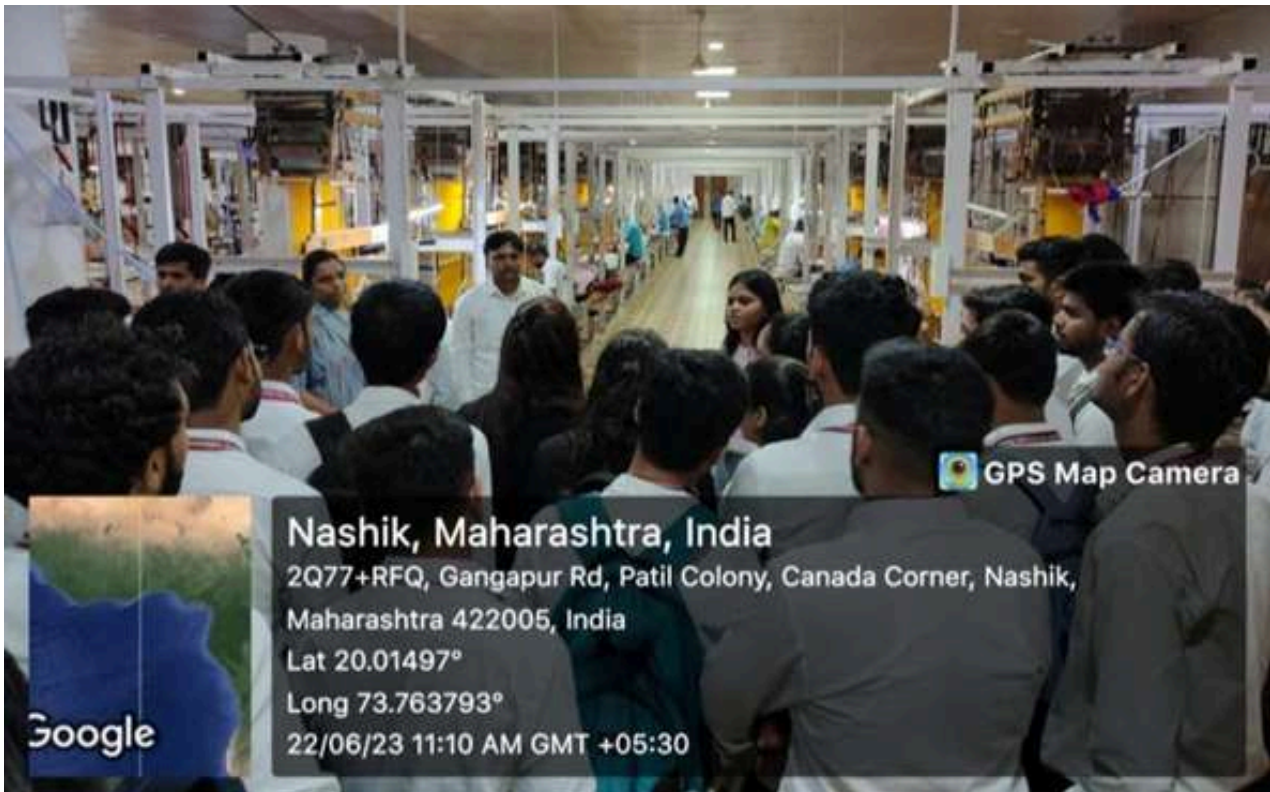 GPS Map Camera
Nashik, Maharashtra, India
2Q77+RFQ, Gangapur Rd, Patil Colony, Canada Corner, Nashik,
Maharashtra 422005, India
Lat 20.01497°
Long 73.763793°
22/06/23 11:10 AM GMT +05:30
Google